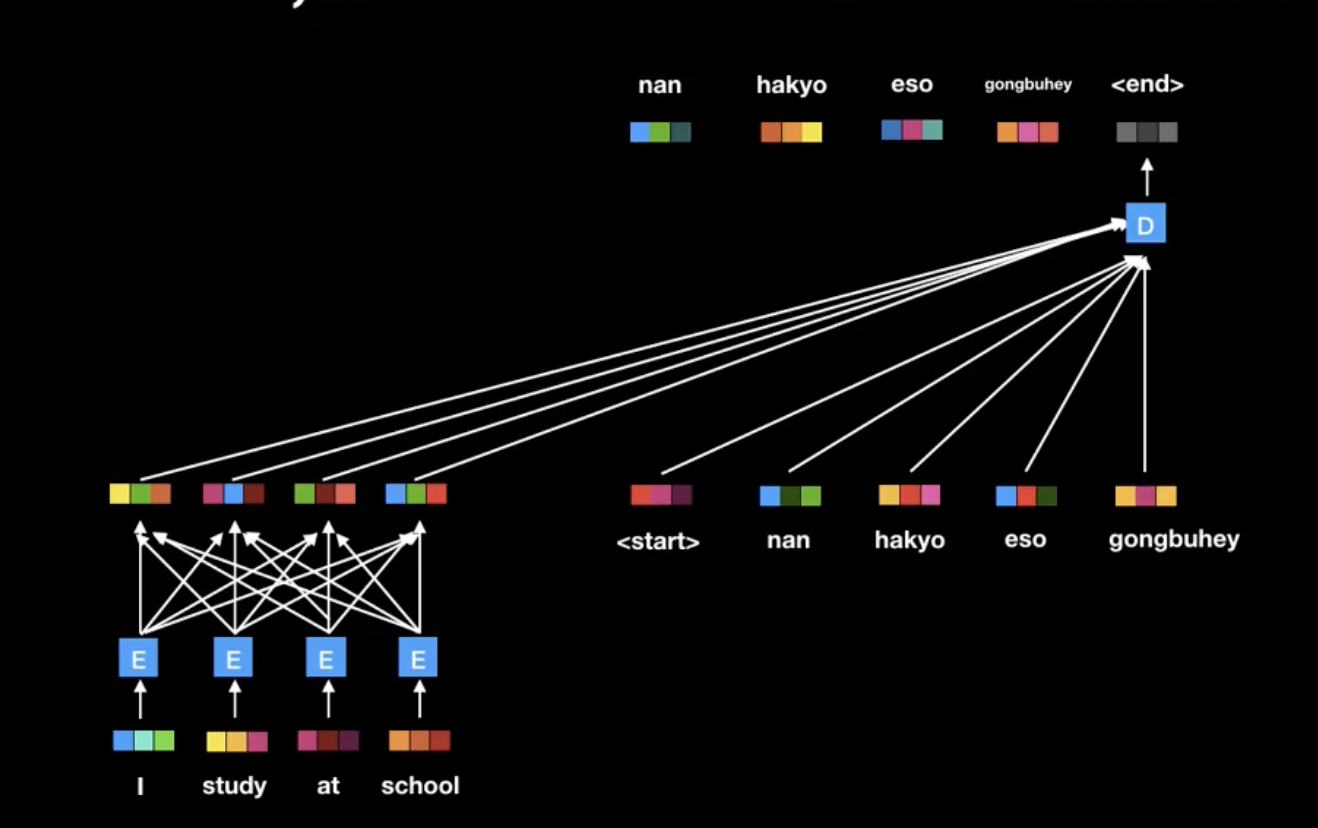 nan hakyo eso gongbuhey <end>
D
<start> nan hakyo eso gongbuhey
E E E E
I study at school